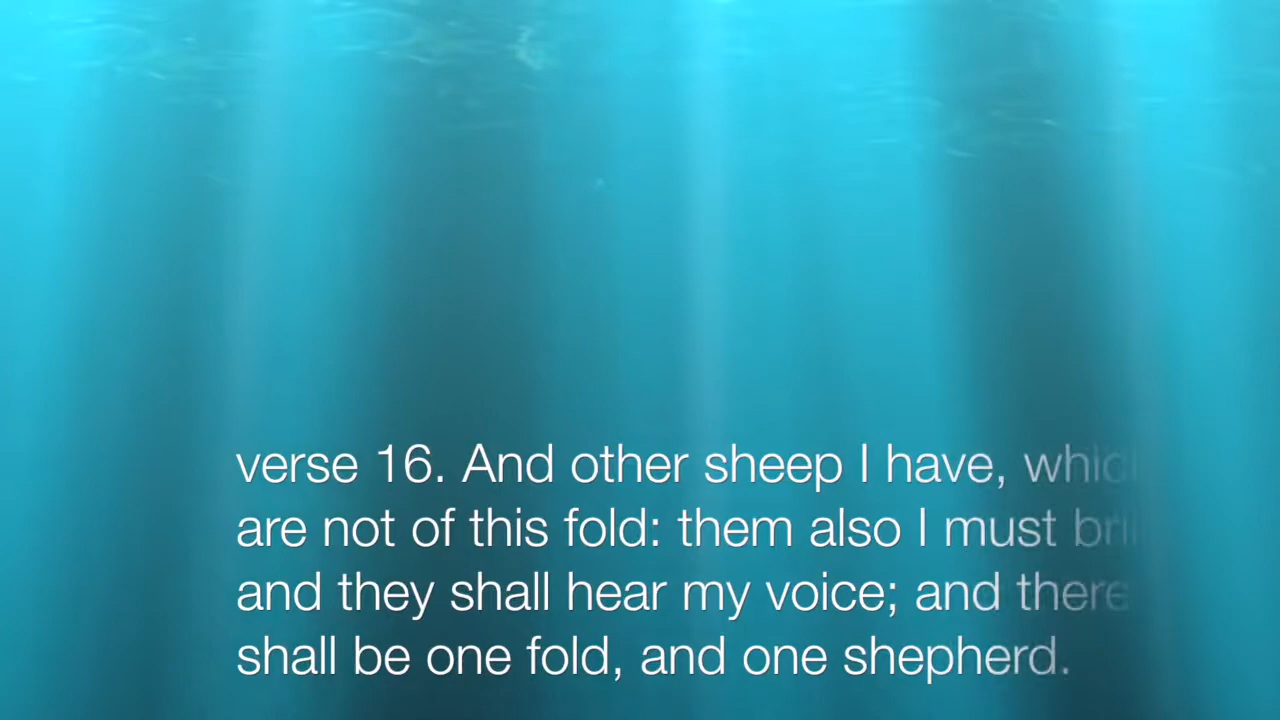 verse 16. And other sheep I have, which
are not of this fold: them also I must
and they shall hear my voice; and there
shall be one fold, and one shepherd.